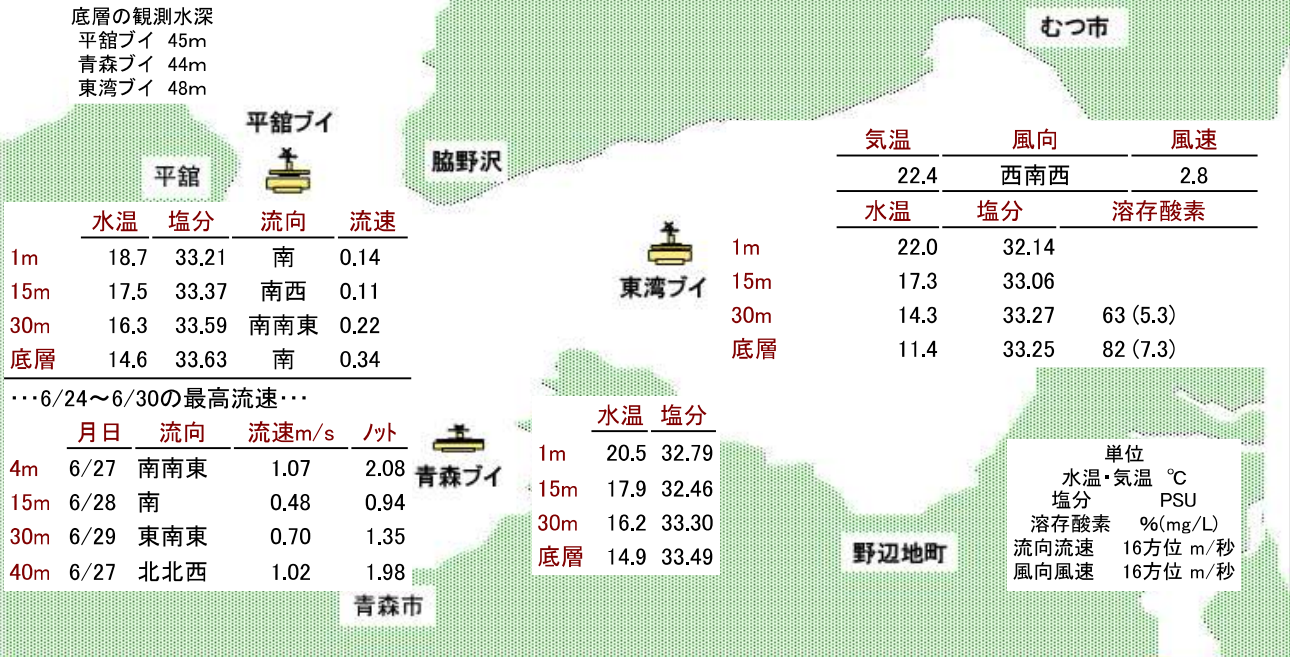 底層の観測水深
平舘ブイ 45m
青森ブイ 44m
東湾ブイ 48m
むつ市
平舘ブイ
平舘
脇野沢
気温 風向 風速
22.4 西南西 2.8
水温 塩分 溶存酸素
1m 22.0 32.14
15m 17.3 33.06
30m 14.3 33.27 63 (5.3)
底層 11.4 33.25 82 (7.3)
東湾ブイ
水温 塩分 流向 流速
1m 18.7 33.21 南 0.14
15m 17.5 33.37 南西 0.11
30m 16.3 33.59 南南東 0.22
底層 14.6 33.63 南 0.34
･･･6/24～6/30の最高流速･･･
月日 流向 流速m/s ノット
4m 6/27 南南東 1.07 2.08
15m 6/28 南 0.48 0.94
30m 6/29 東南東 0.70 1.35
40m 6/27 北北西 1.02 1.98
青森ブイ
水温 塩分
1m 20.5 32.79
15m 17.9 32.46
30m 16.2 33.30
底層 14.9 33.49
青森市
野辺地町
単位
水温・気温 ℃
塩分 PSU
溶存酸素 %(mg/L)
流向流速 16方位 m/秒
風向風速 16方位 m/秒